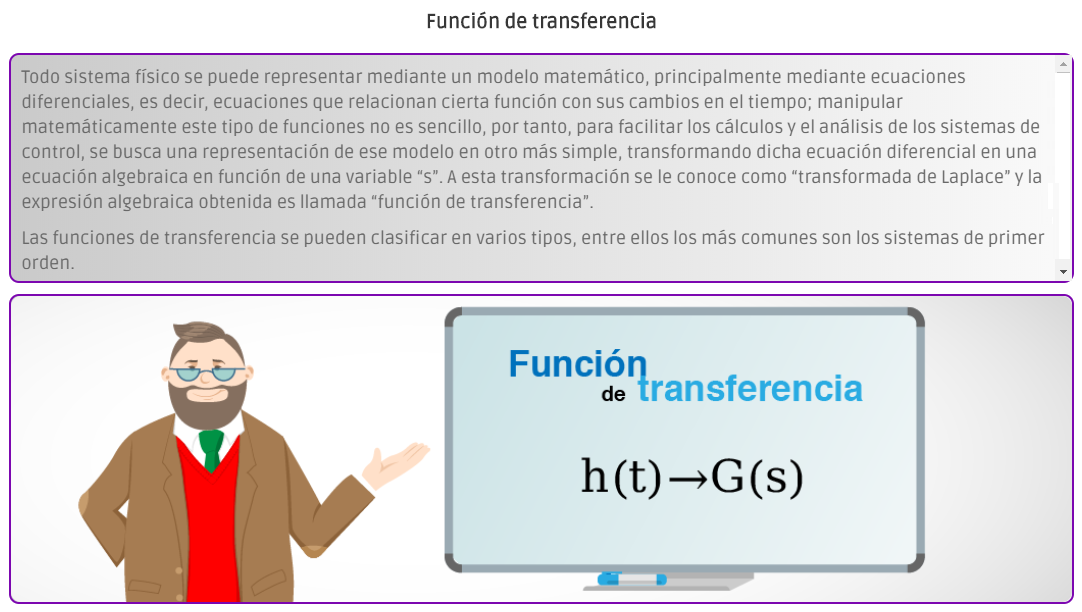 Función de transferencia
Todo sistema físico se puede representar mediante un modelo matemático, principalmente mediante ecuaciones
diferenciales, es decir, ecuaciones que relacionan cierta función con sus cambios en el tiempo; manipular
matemáticamente este tipo de funciones no es sencillo, por tanto, para facilitar los cálculos y el análisis de los sistemas de
control, se busca una representación de ese modelo en otro más simple, transformando dicha ecuación diferencial en una
ecuación algebraica en función de una variable “s”. A esta transformación se le conoce como “transformada de Laplace” y la
expresión algebraica obtenida es llamada “función de transferencia”.
Las funciones de transferencia se pueden clasificar en varios tipos, entre ellos los más comunes son los sistemas de primer
orden.
Función
de transferencia
h(t)→G(s)